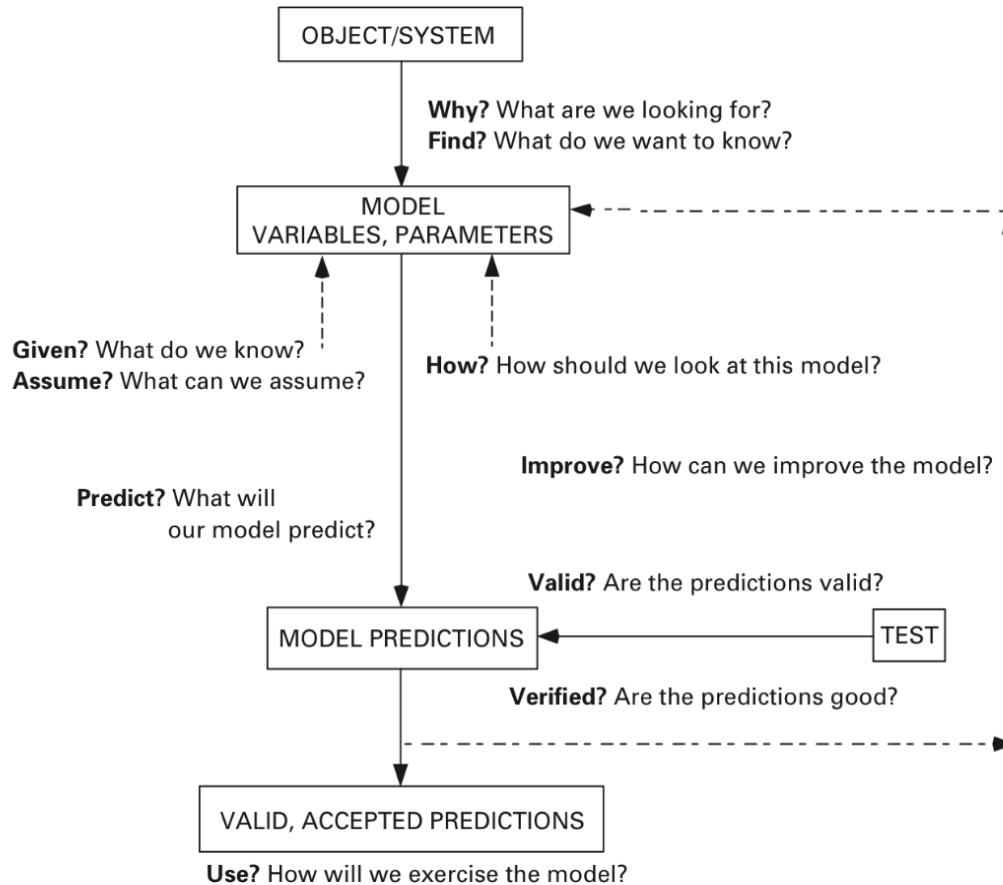 OBJECT/SYSTEM
Why? What are we looking for?
Find? What do we want to know?
MODEL
VARIABLES, PARAMETERS
Given? What do we know?
Assume? What can we assume?
How? How should we look at this model?
Improve? How can we improve the model?
Predict? What will
our model predict?
Valid? Are the predictions valid?
MODEL PREDICTIONS
TEST
Verified? Are the predictions good?
VALID, ACCEPTED PREDICTIONS
Use? How will we exercise the model?